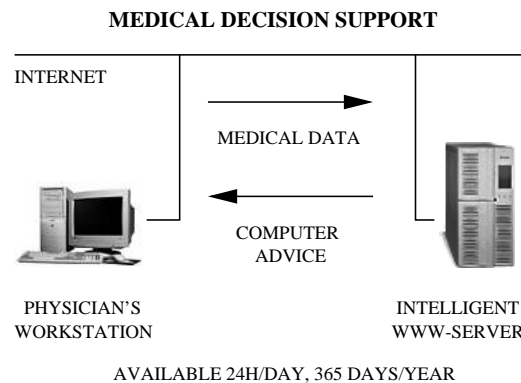 MEDICAL DECISION SUPPORT
INTERNET
MEDICAL DATA
COMPUTER
ADVICE
PHYSICIAN'S
WORKSTATION
INTELLIGENT
WWW-SERVER
AVAILABLE 24H/DAY, 365 DAYS/YEAR